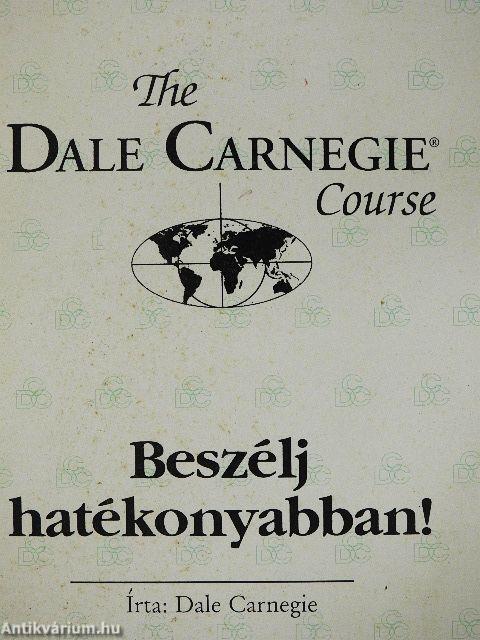 The
DALE CARNEGIE®
Course
Beszélj
hatékonyabban!
Írta: Dale Carnegie
Antikvárium.hu